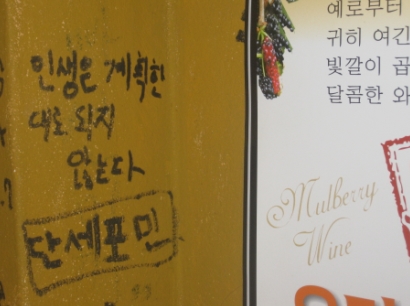 인생은 계획한
대로 되지
않는다
단세포 민
예로부터
귀히 여긴
빛깔이 곱
달콤한 와
Mulberry
Wine